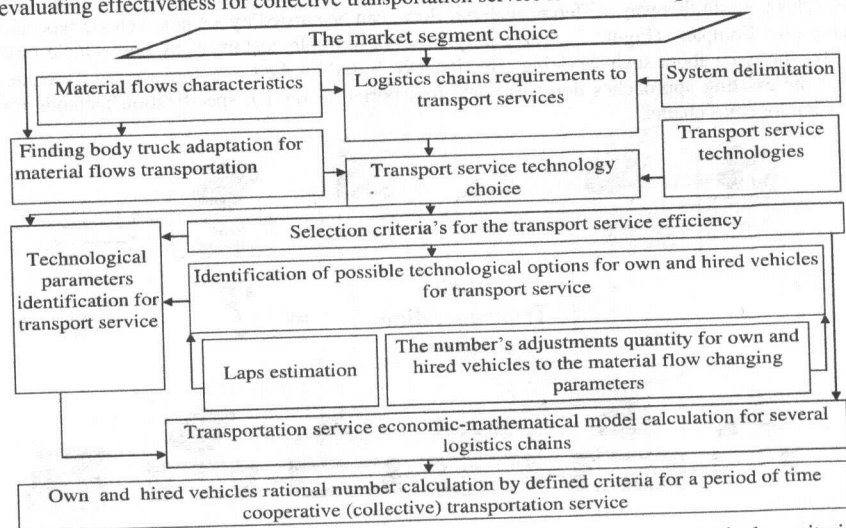 evaluating effectiveness for collective transportation
The market segment choice
Material flows characteristics
Logistics chains requirements to
transport services
System delimitation
Finding body truck adaptation for
material flows transportation
Transport service technology
choice
Transport service
technologies
Selection criteria's for the transport service efficiency
Technological
parameters
identification for
transport service
Identification of possible technological options for own and hired vehicles
for transport service
Laps estimation
The number's adjustments quantity for own and
hired vehicles to the material flow changing
parameters
Transportation service economic-mathematical model calculation for several
logistics chains
Own and hired vehicles rational number calculation by defined criteria for a period of time
cooperative (collective) transportation service